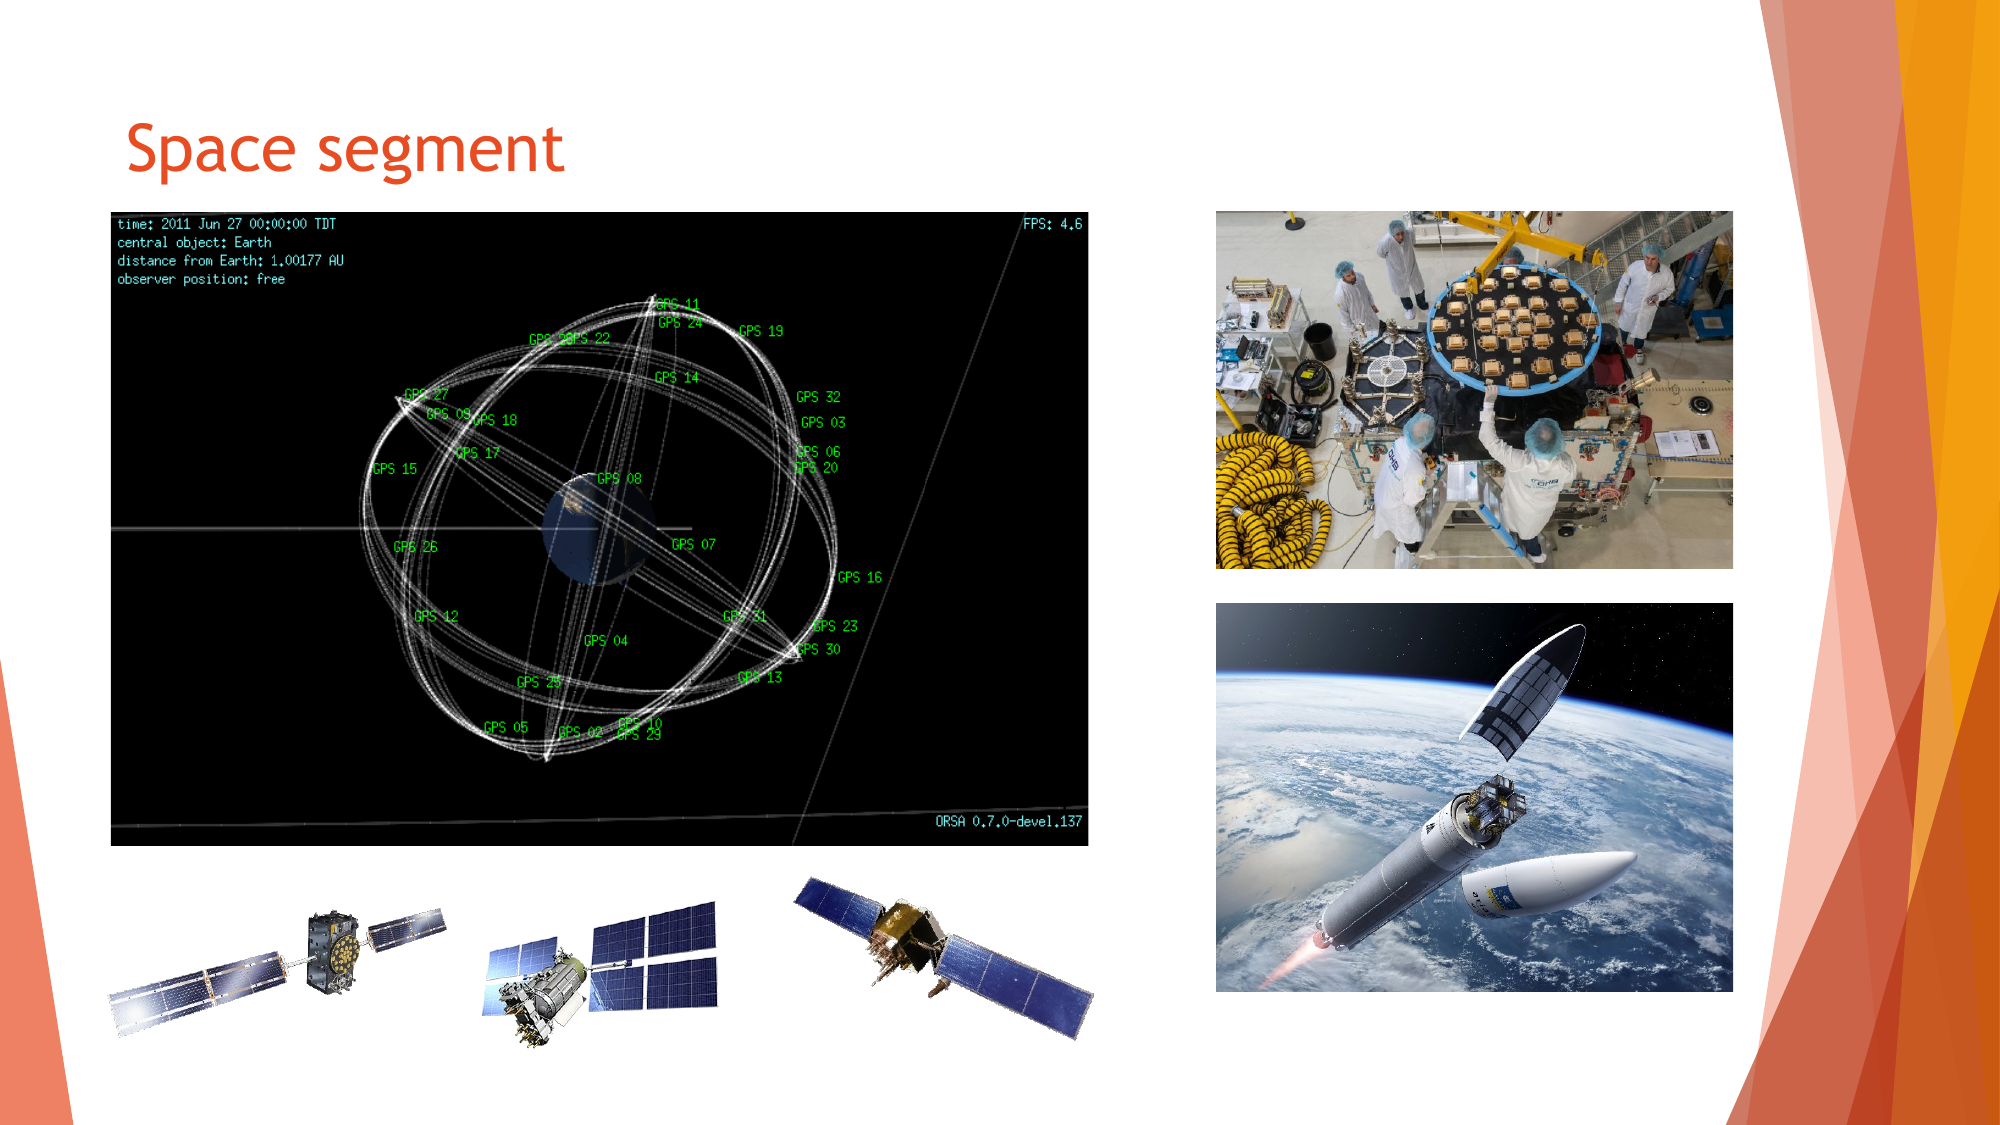 Space segment
time: 2011 Jun 27 00:00:00 TDT
central object: Earth
distance from Earth: 1.00177 AU
observer position: free
FPS: 4.6
GPS 11
GPS 24
GPS 19
GPS 22
GPS 14
GPS 27
GPS 32
GPS 09
GPS 18
GPS 03
GPS 17
GPS 06
GPS 15
GPS 20
GPS 08
GPS 26
GPS 07
GPS 16
GPS 12
GPS 31
GPS 23
GPS 04
GPS 30
GPS 25
GPS 13
GPS 05
GPS 02
GPS 10
GPS 29
ORSA 0.7.0-devel.137
OHB
OHB